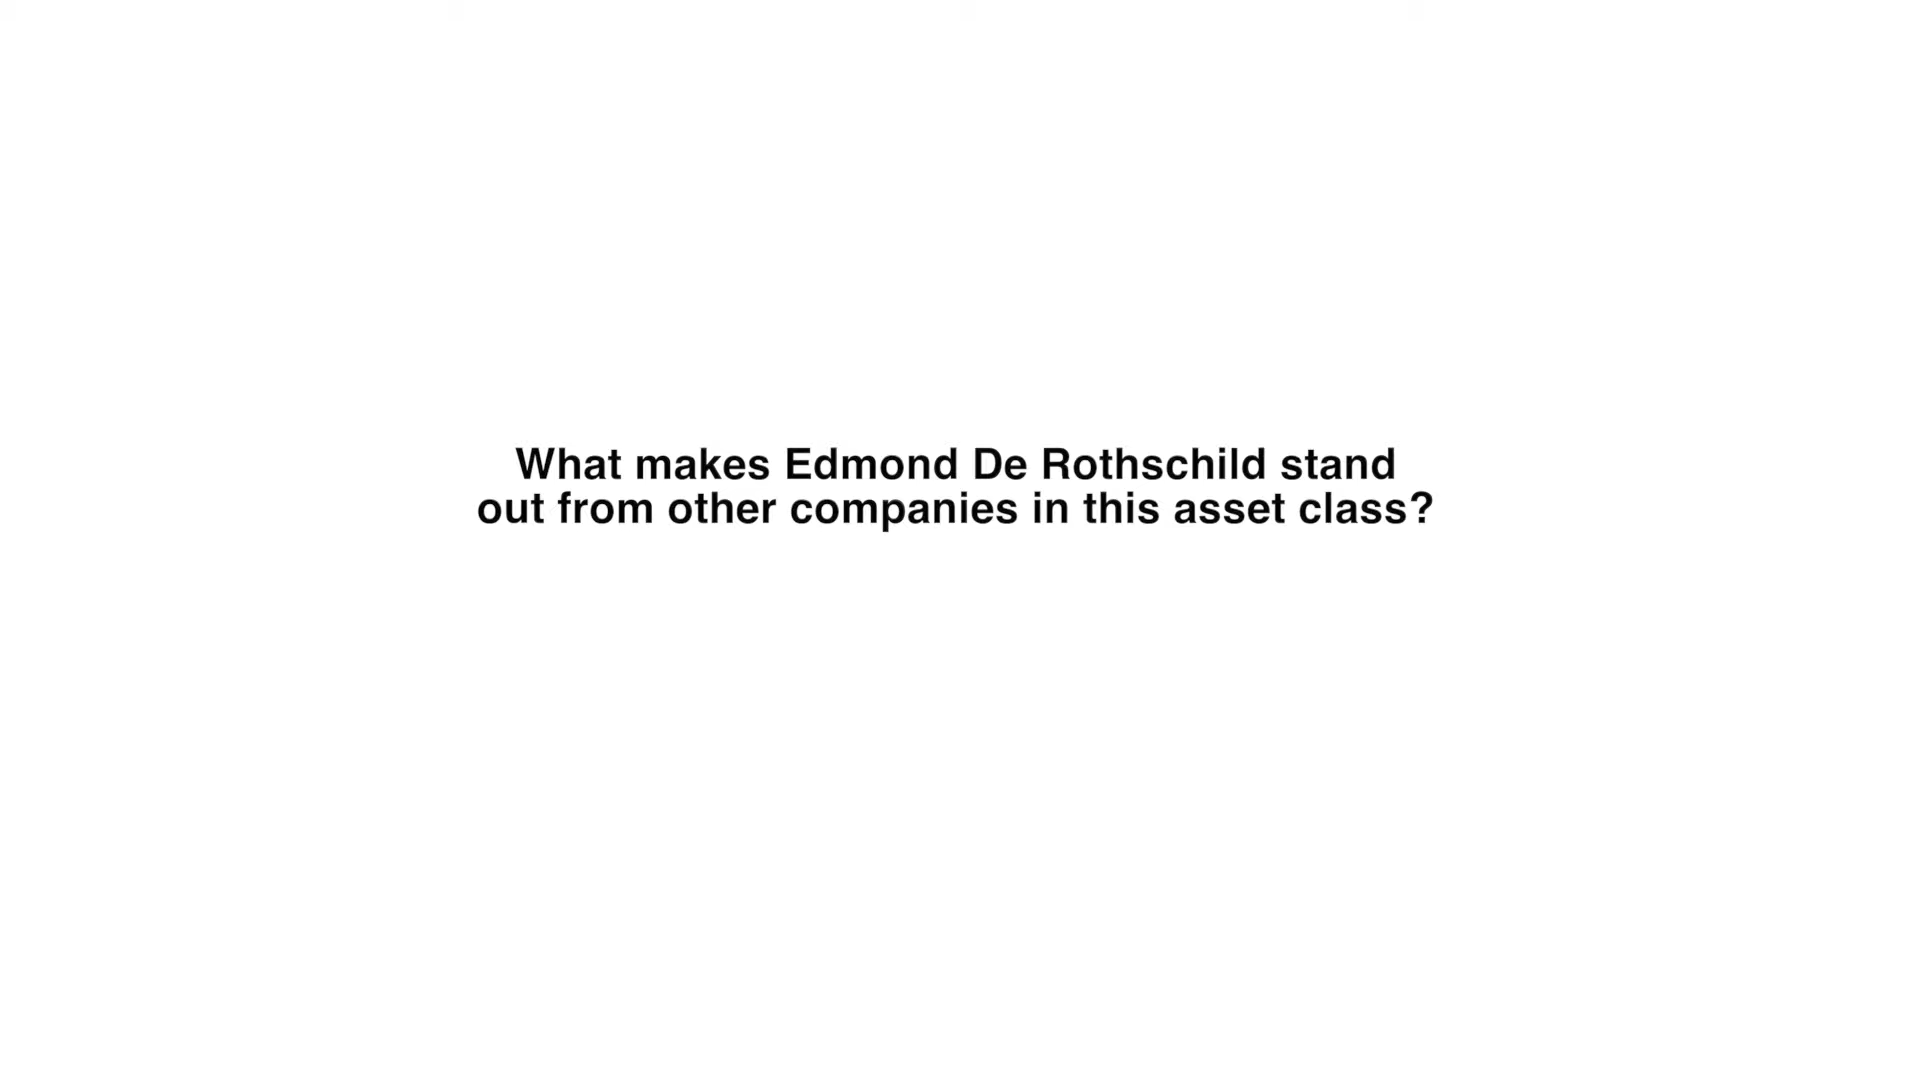 What makes Edmond De Rothschild stand
out from other companies in this asset class?